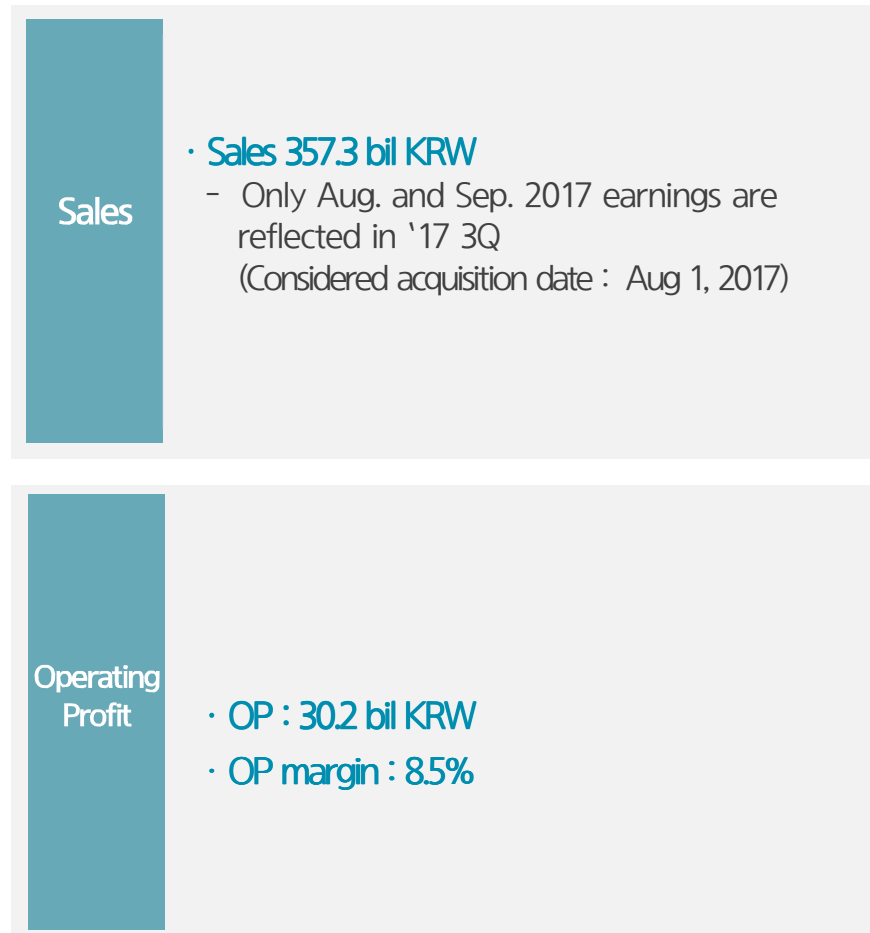 Sales
· Sales 357.3 bil KRW
- Only Aug. and Sep. 2017 earnings are
reflected in `17 3Q
(Considered acquisition date : Aug 1, 2017)
Operating
Profit
· OP : 30.2 bil KRW
· OP margin : 8.5%